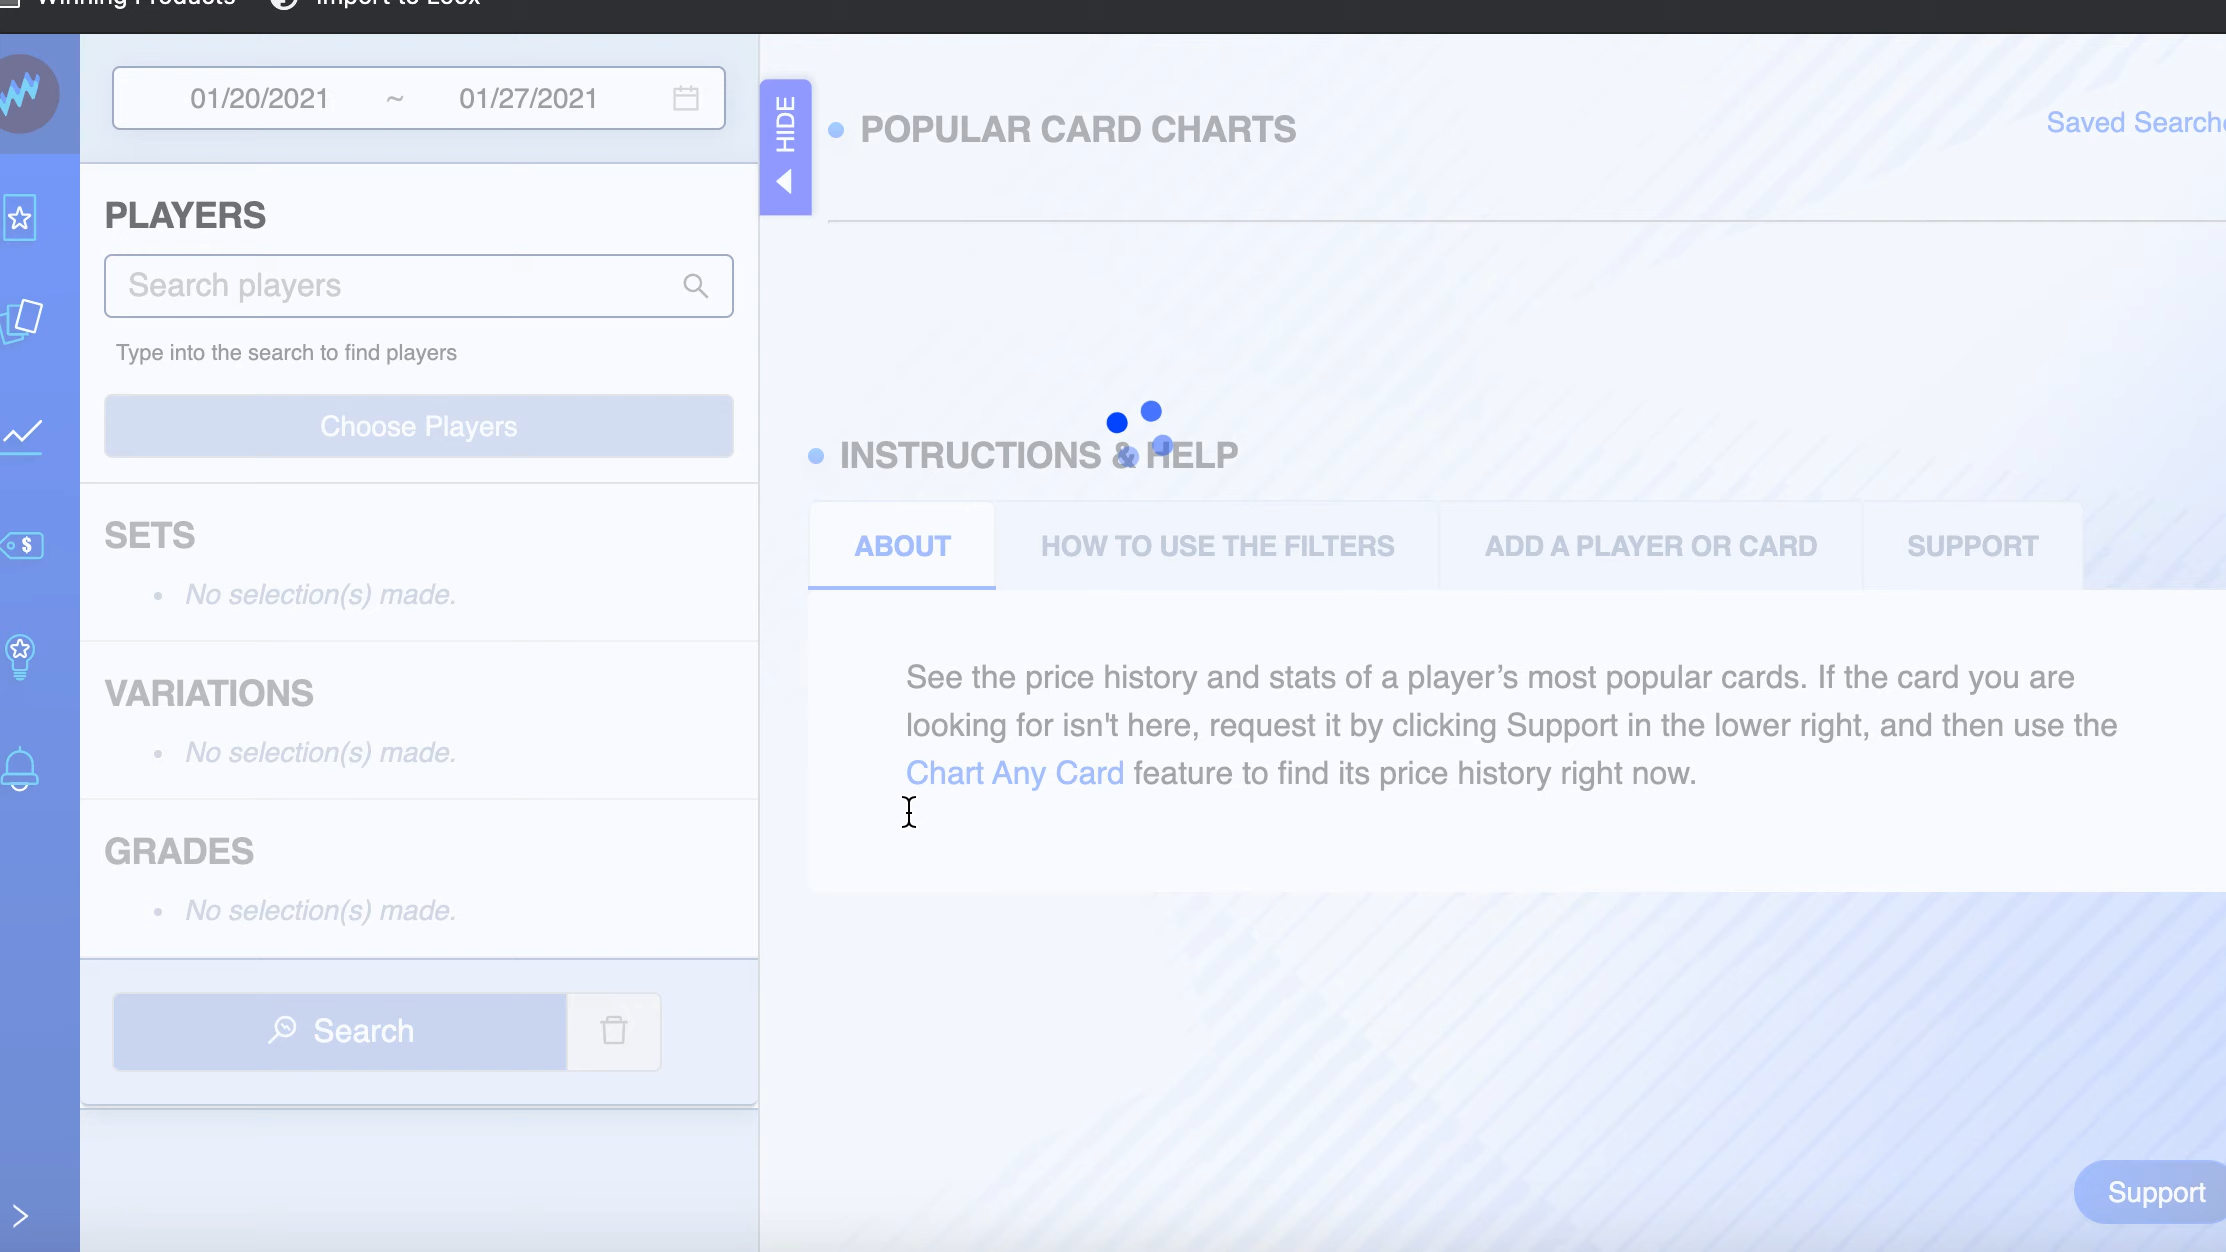 01/20/2021 ~ 01/27/2021
HIDE
POPULAR CARD CHARTS
PLAYERS
Search players
Type into the search to find players
Choose Players
SETS
No selection(s) made.
VARIATIONS
No selection(s) made.
GRADES
No selection(s) made.
Search
Saved
INSTRUCTIONS & HELP
ABOUT
HOW TO USE THE FILTERS
ADD A PLAYER OR CARD
SUPPORT
See the price history and stats of a player’s most popular cards. If the card you are
looking for isn't here, request it by clicking Support in the lower right, and then use the
Chart Any Card feature to find its price history right now.
Support